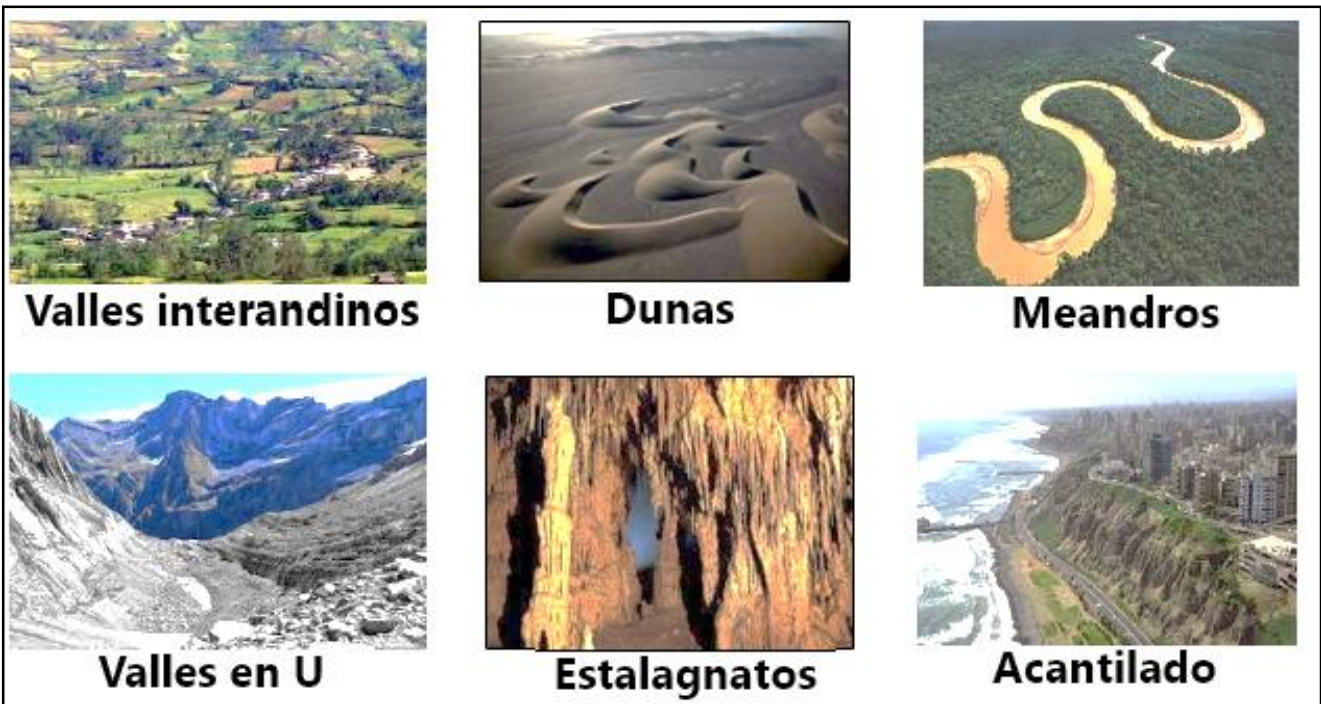 Valles interandinos
Dunas
Meandros
Valles en U
Estalagnatos
Acantilado